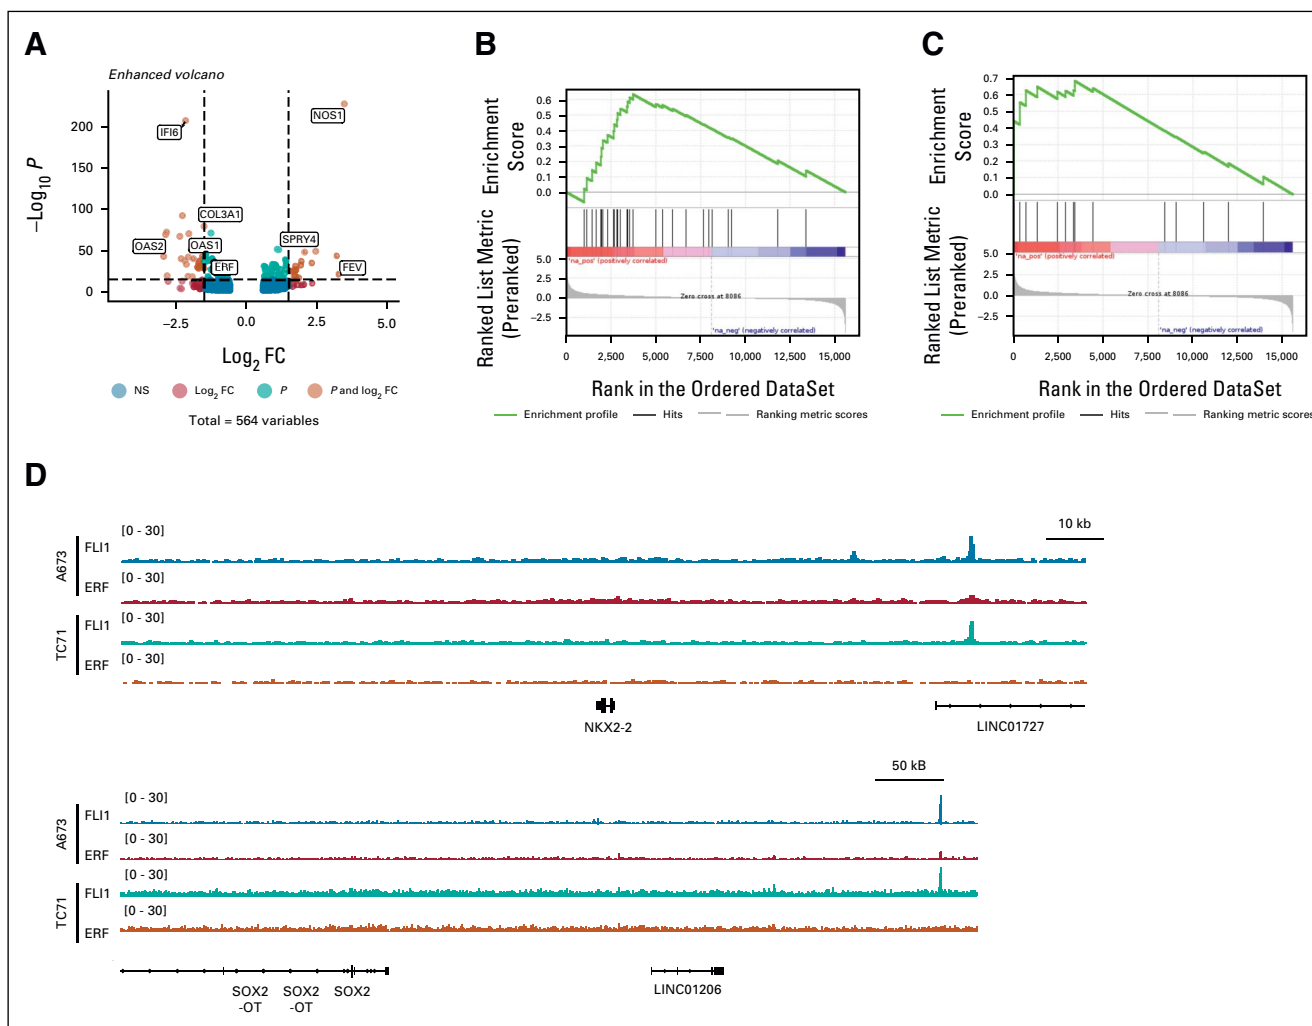 A
Enhanced volcano
−Log10 P
200
150
100
50
0
IFI6
NOS1
COL3A1
OAS2
OAS1
SPRY4
ERF
FEV
−2.5
0.0
2.5
5.0
Log2 FC
NS
Log2 FC
P
P and log2 FC
Total = 564 variables
B
Enrichment
Score
0.6
0.5
0.4
0.3
0.2
0.1
0.0
Ranked List Metric
(Preranked)
'na_pos' (positively correlated)
5.0
2.5
0.0
−2.5
Zero cross at 8086
'na_neg' (negatively correlated)
0
2,500
5,000
7,500
10,000
12,500
15,000
Rank in the Ordered DataSet
Enrichment profile
Hits
Ranking metric scores
C
Enrichment
Score
0.7
0.6
0.5
0.4
0.3
0.2
0.1
0.0
Ranked List Metric
(Preranked)
'na_pos' (positively correlated)
5.0
2.5
0.0
−2.5
Zero cross at 8086
'na_neg' (negatively correlated)
0
2,500
5,000
7,500
10,000
12,500
15,000
Rank in the Ordered DataSet
Enrichment profile
Hits
Ranking metric scores
D
10 kb
A673
FLI1
[0 - 30]
ERF
[0 - 30]
TC71
FLI1
[0 - 30]
ERF
[0 - 30]
NKX2-2
LINC01727
50 kB
A673
FLI1
[0 - 30]
ERF
[0 - 30]
TC71
FLI1
[0 - 30]
ERF
[0 - 30]
SOX2
-OT
SOX2
-OT
SOX2
LINC01206